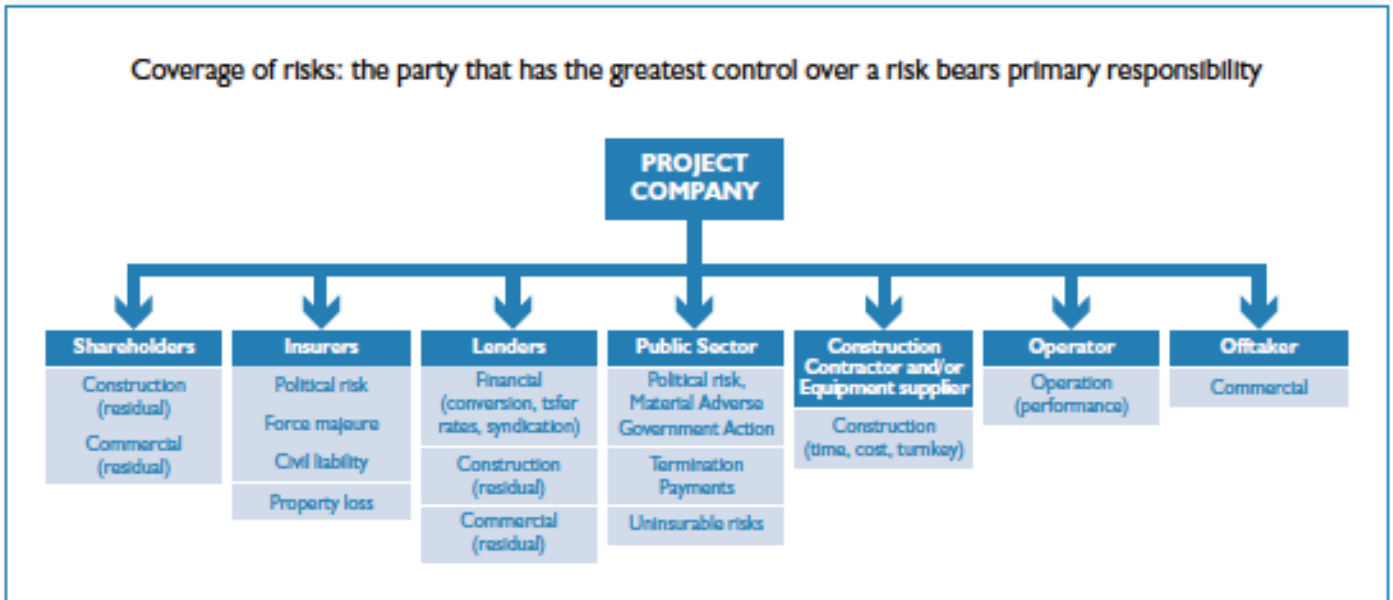 Coverage of risks: the party that has the greatest control over a risk bears primary responsibility
PROJECT
COMPANY
Shareholders
Construction
(residual)
Commercial
(residual)
Insurers
Political risk
Force majeure
Civil liability
Property loss
Lenders
Financial
(conversion, tsfer
rates, syndication)
Construction
(residual)
Commercial
(residual)
Public Sector
Political risk,
Material Adverse
Government Action
Termination
Payments
Uninsurable risks
Construction
Contractor and/or
Equipment supplier
Construction
(time, cost, turnkey)
Operator
Operation
(performance)
Offtaker
Commercial